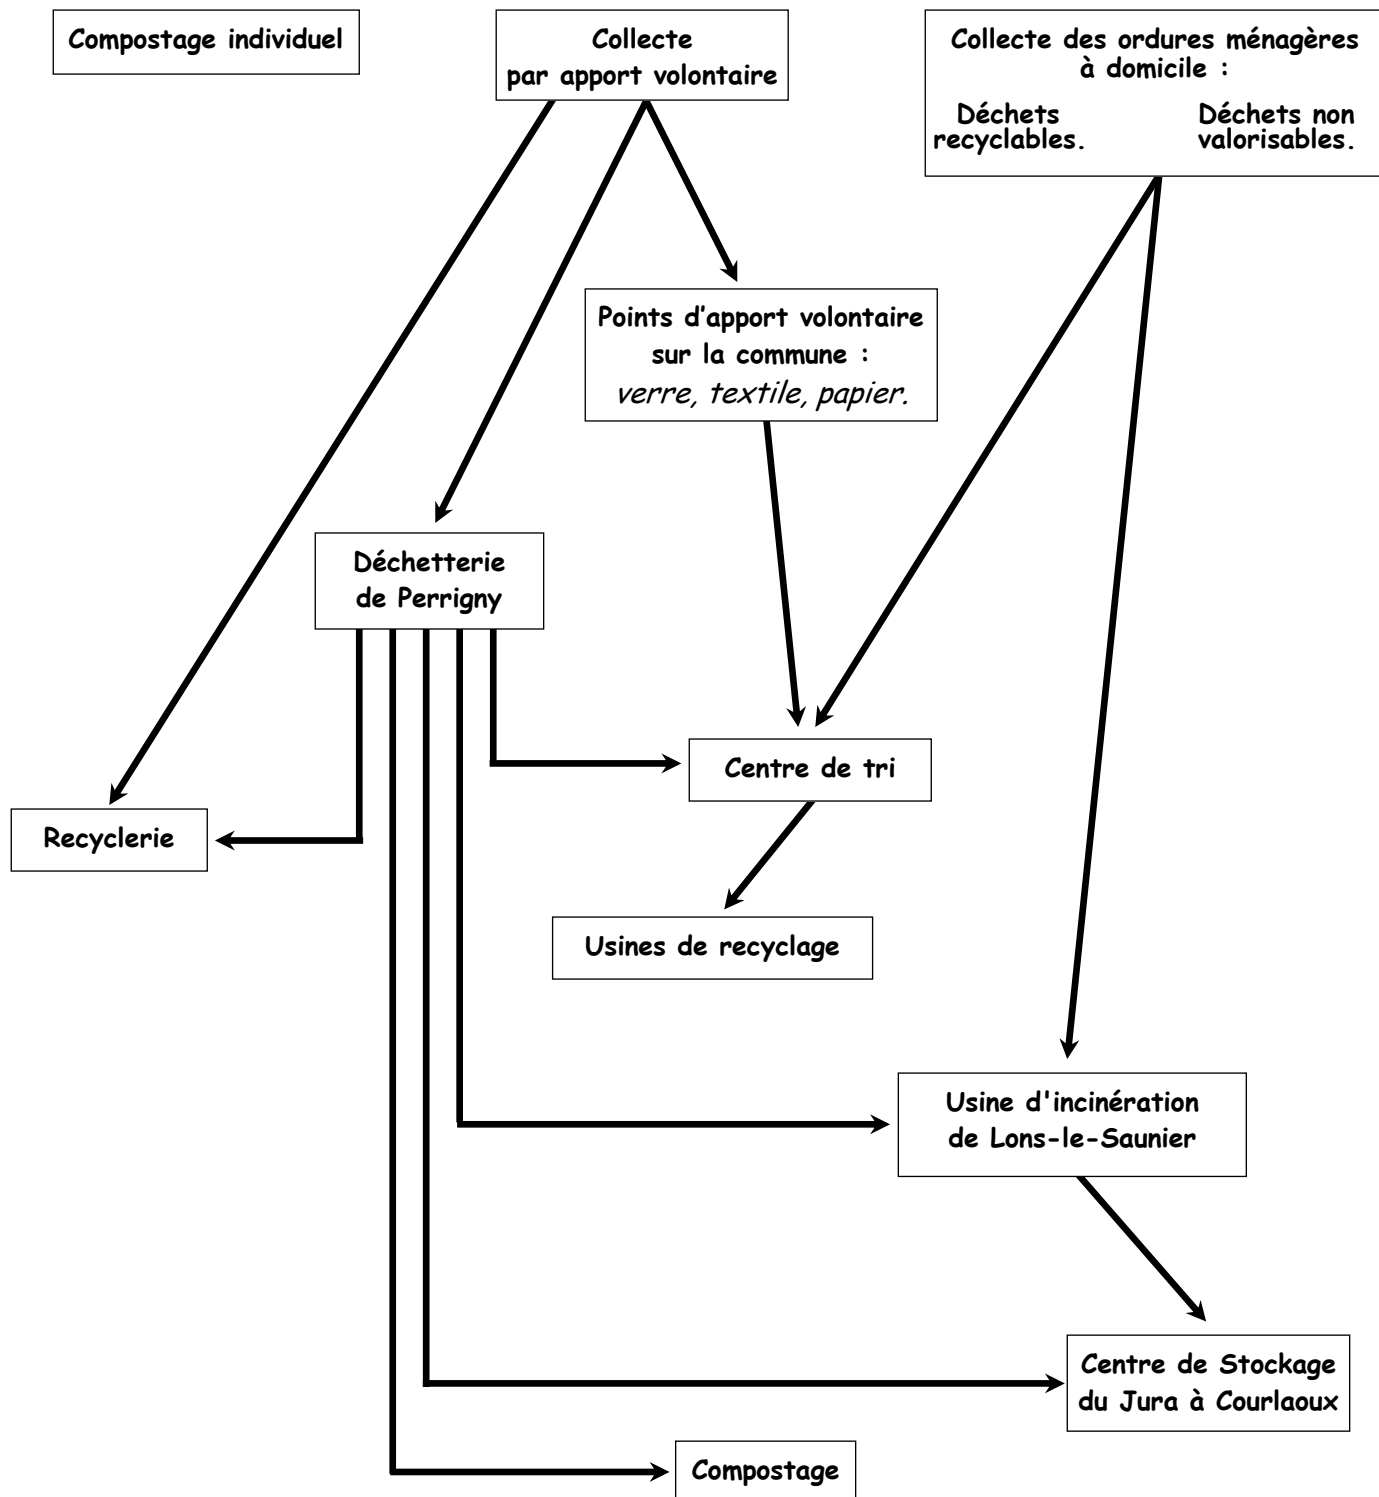 Compostage individuel
Collecte
par apport volontaire
Collecte des ordures ménagères
à domicile :
Déchets
recyclables.
Déchets non
valorisables.
Points d'apport volontaire
sur la commune :
verre, textile, papier.
Déchetterie
de Perrigny
Centre de tri
Recyclerie
Usines de recyclage
Usine d'incinération
de Lons-le-Saunier
Centre de Stockage
du Jura à Courlaoux
Compostage